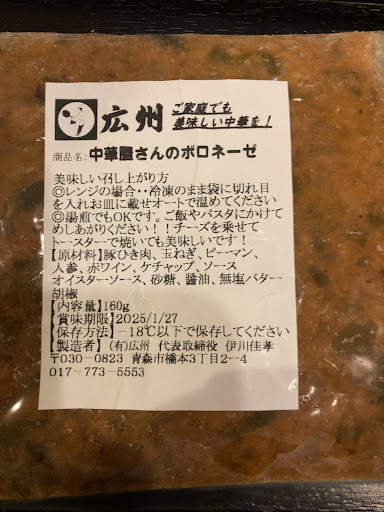 広州
ご家庭でも
美味しい中華を！
商品名：中華屋さんのボロネーゼ
美味しい召し上がり方
◎レンジの場合・・冷凍のまま袋に切れ目
を入れお皿に載せオートで温めてください
◎湯煎でもOKです。ご飯やパスタにかけて
めしあがりください！！チーズを乗せて
トースターで焼いても美味しいです！
【原材料】豚ひき肉、玉ねぎ、ピーマン、
人参、赤ワイン、ケチャップ、ソース
オイスターソース、砂糖、醬油、無塩バター
胡椒
【内容量】160g
【賞味期限】2025/1/27
【保存方法】－18℃以下で保存してください
【製造者】（有)広州 代表取締役 伊川佳孝
〒030－0823 青森市橋本3丁目2－4
017－773－5553